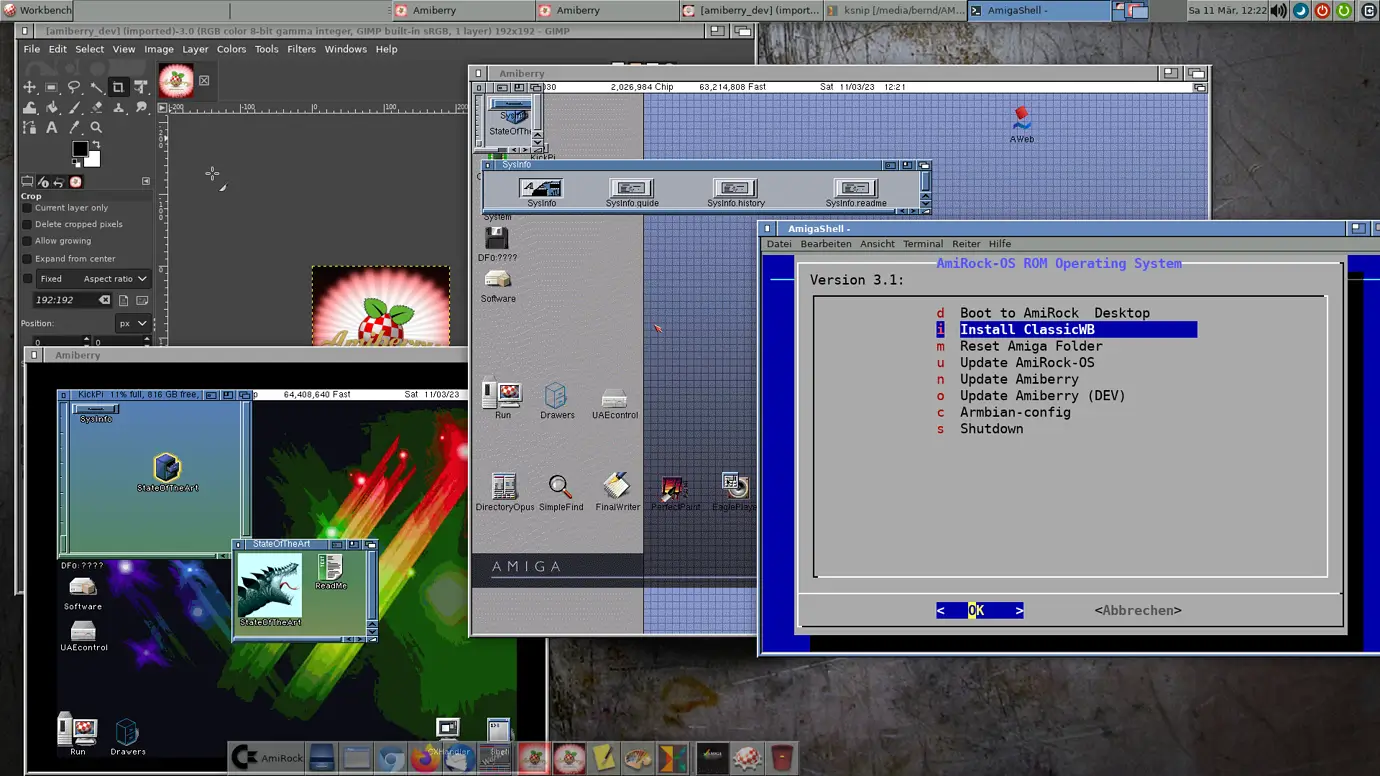 Workbench
Amiberry
Amiberry
[amiberry_dev] (import...
ksnip [/media/bernd/AM...
AmigaShell -
Sa 11 Mär, 12:22
[amiberry_dev] (imported)-3.0 (RGB color 8-bit gamma integer, GIMP built-in sRGB, 1 layer) 192x192 – GIMP
File Edit Select View Image Layer Colors Tools Filters Windows Help
Crop
Current layer only
Delete cropped pixels
Allow growing
Expand from center
Fixed Aspect ratio
192:192
Position:
px
0 0
Amiberry
2,026,984 Chip 63,214,808 Fast Sat 11/03/23 12:21
StateOfTh
KickPi
AWeb
SysInfo
SysInfo
SysInfo.guide
SysInfo.history
SysInfo.readme
System
DF0:????
Software
Run
Drawers
UAEcontrol
DirectoryOpus
SimpleFind
FinalWriter
PerfectPaint
EaglePlaye
AMIGA
AmigaShell -
Datei Bearbeiten Ansicht Terminal Reiter Hilfe
AmiRock-OS ROM Operating System
Version 3.1:
d Boot to AmiRock Desktop
i Install ClassicWB
m Reset Amiga Folder
u Update AmiRock-OS
n Update Amiberry
o Update Amiberry (DEV)
c Armbian-config
s Shutdown
< OK >
<Abbrechen>
Amiberry
KickPi 11% full, 816 GB free,
64,408,640 Fast Sat 11/03/23
SysInfo
StateOfTheArt
StateOfTheArt
ReadMe
StateOfTheArt
DF0:????
Software
UAEcontrol
Run
Drawers
AmiRock